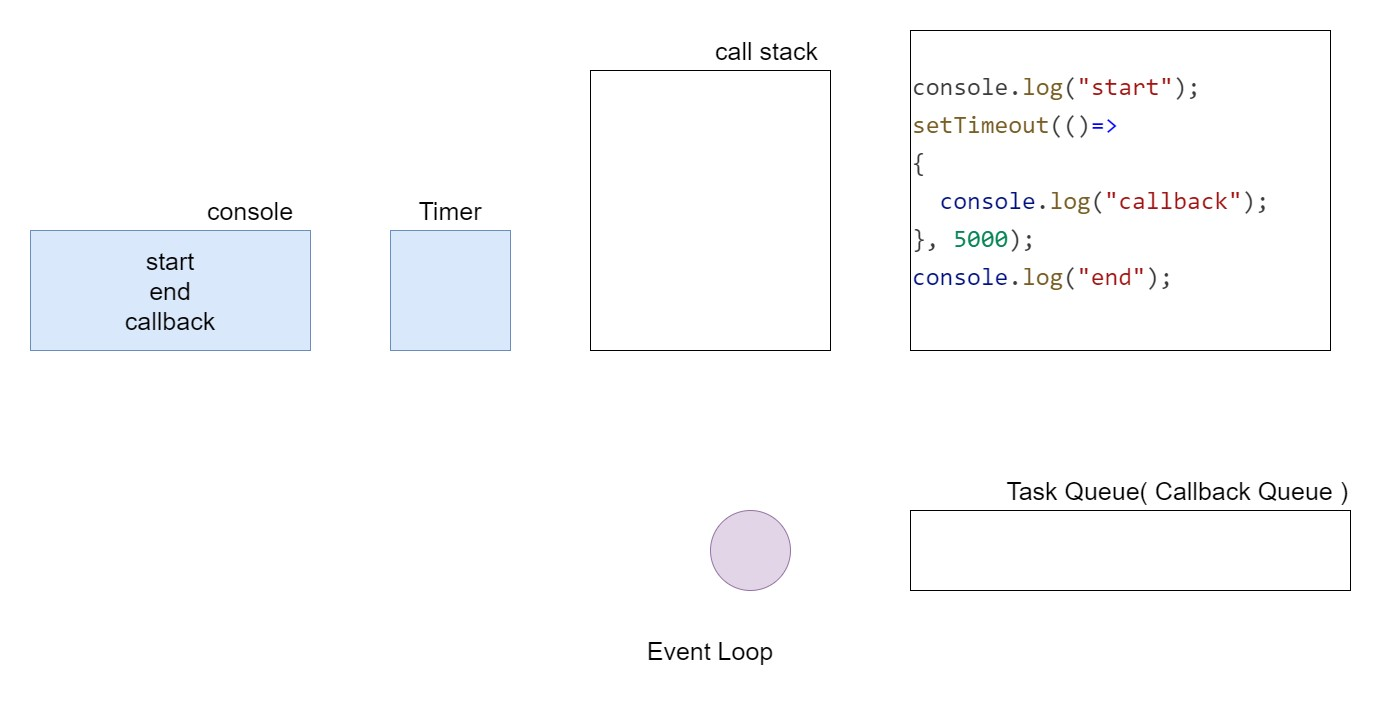 call stack
console.log("start");
setTimeout(()=>
{
  console.log("callback");
}, 5000);
console.log("end");
console
start
end
callback
Timer
Task Queue( Callback Queue )
Event Loop